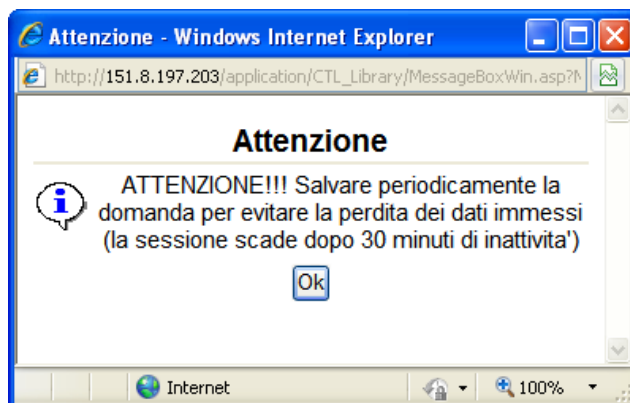 Attenzione - Windows Internet Explorer
http://151.8.197.203/application/CTL_Library/MessageBoxWin.asp?
Attenzione
ATTENZIONE!!! Salvare periodicamente la
domanda per evitare la perdita dei dati immessi
(la sessione scade dopo 30 minuti di inattivita')
Ok
Internet
100%